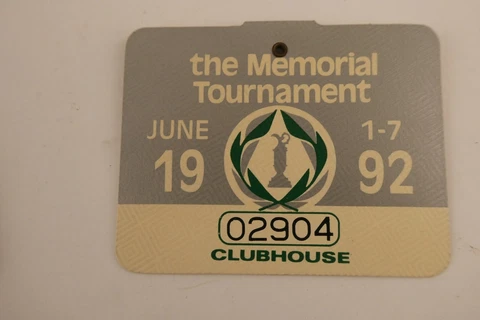 the Memorial
Tournament
JUNE 1-7
19 92
02904
CLUBHOUSE